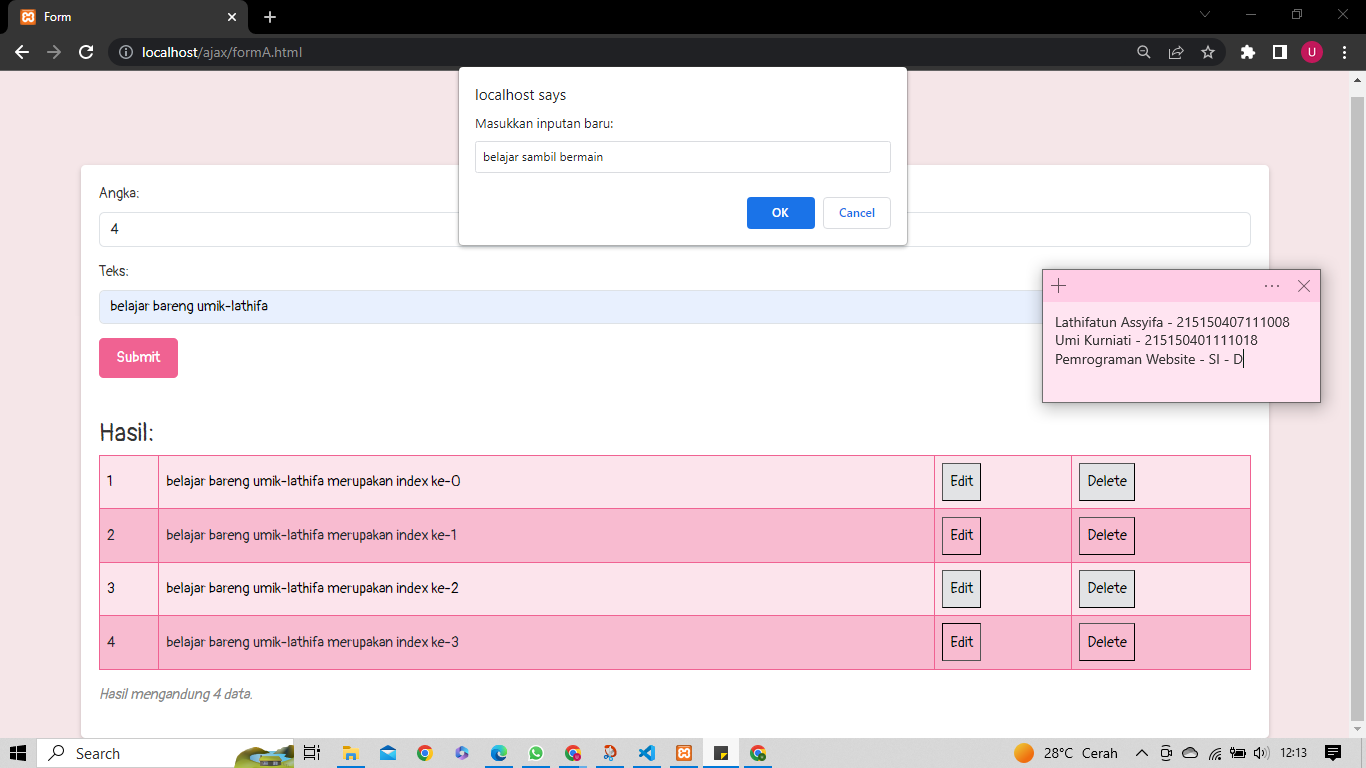 Form
localhost/ajax/formA.html
U
localhost says
Masukkan inputan baru:
belajar sambil bermain
OK
Cancel
Angka:
4
Teks:
belajar bareng umik-lathifa
Submit
Lathifatun Assyifa - 215150407111008
Umi Kurniati - 215150401111018
Pemrograman Website - SI - D
Hasil:
1 belajar bareng umik-lathifa merupakan index ke-0 Edit Delete
2 belajar bareng umik-lathifa merupakan index ke-1 Edit Delete
3 belajar bareng umik-lathifa merupakan index ke-2 Edit Delete
4 belajar bareng umik-lathifa merupakan index ke-3 Edit Delete
Hasil mengandung 4 data.
Search
28°C Cerah
12:13